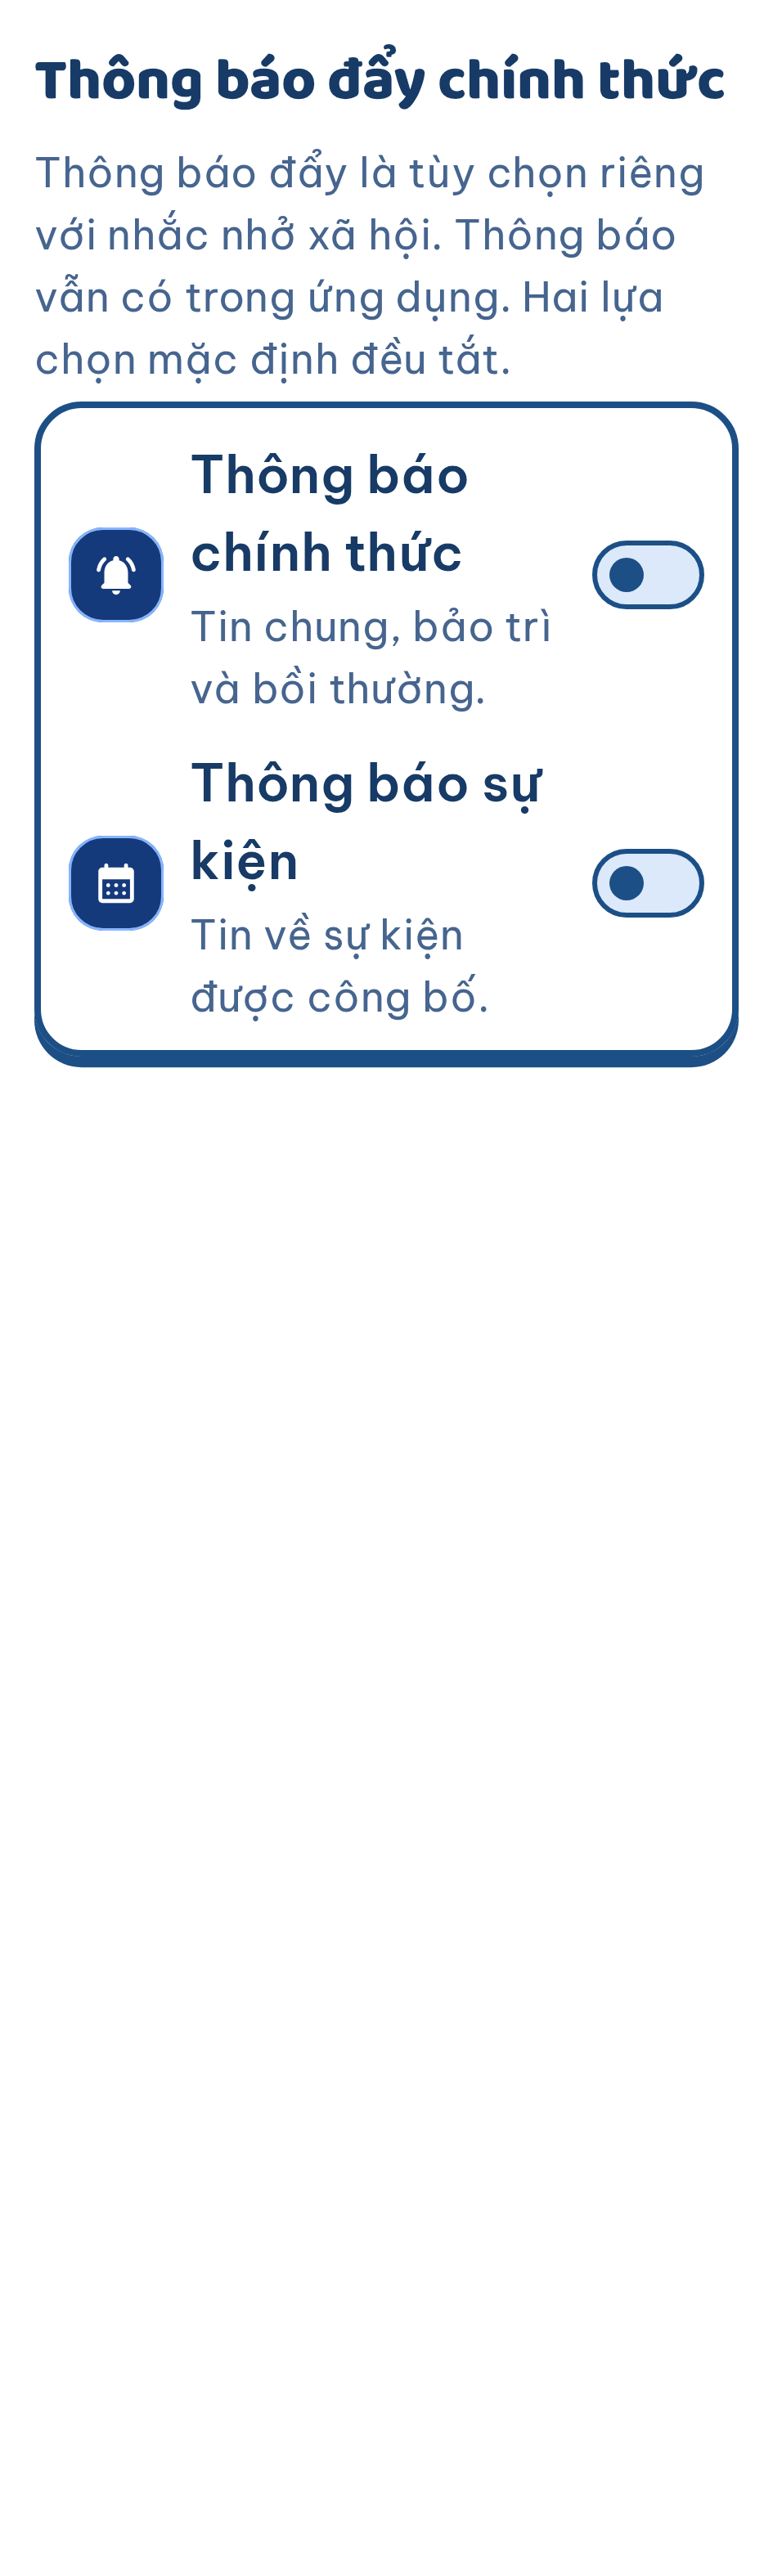 Thông báo đẩy chính thức
Thông báo đẩy là tùy chọn riêng
với nhắc nhở xã hội. Thông báo
vẫn có trong ứng dụng. Hai lựa
chọn mặc định đều tắt.
Thông báo
chính thức
Tin chung, bảo trì
và bồi thường.
Thông báo sự
kiện
Tin về sự kiện
được công bố.